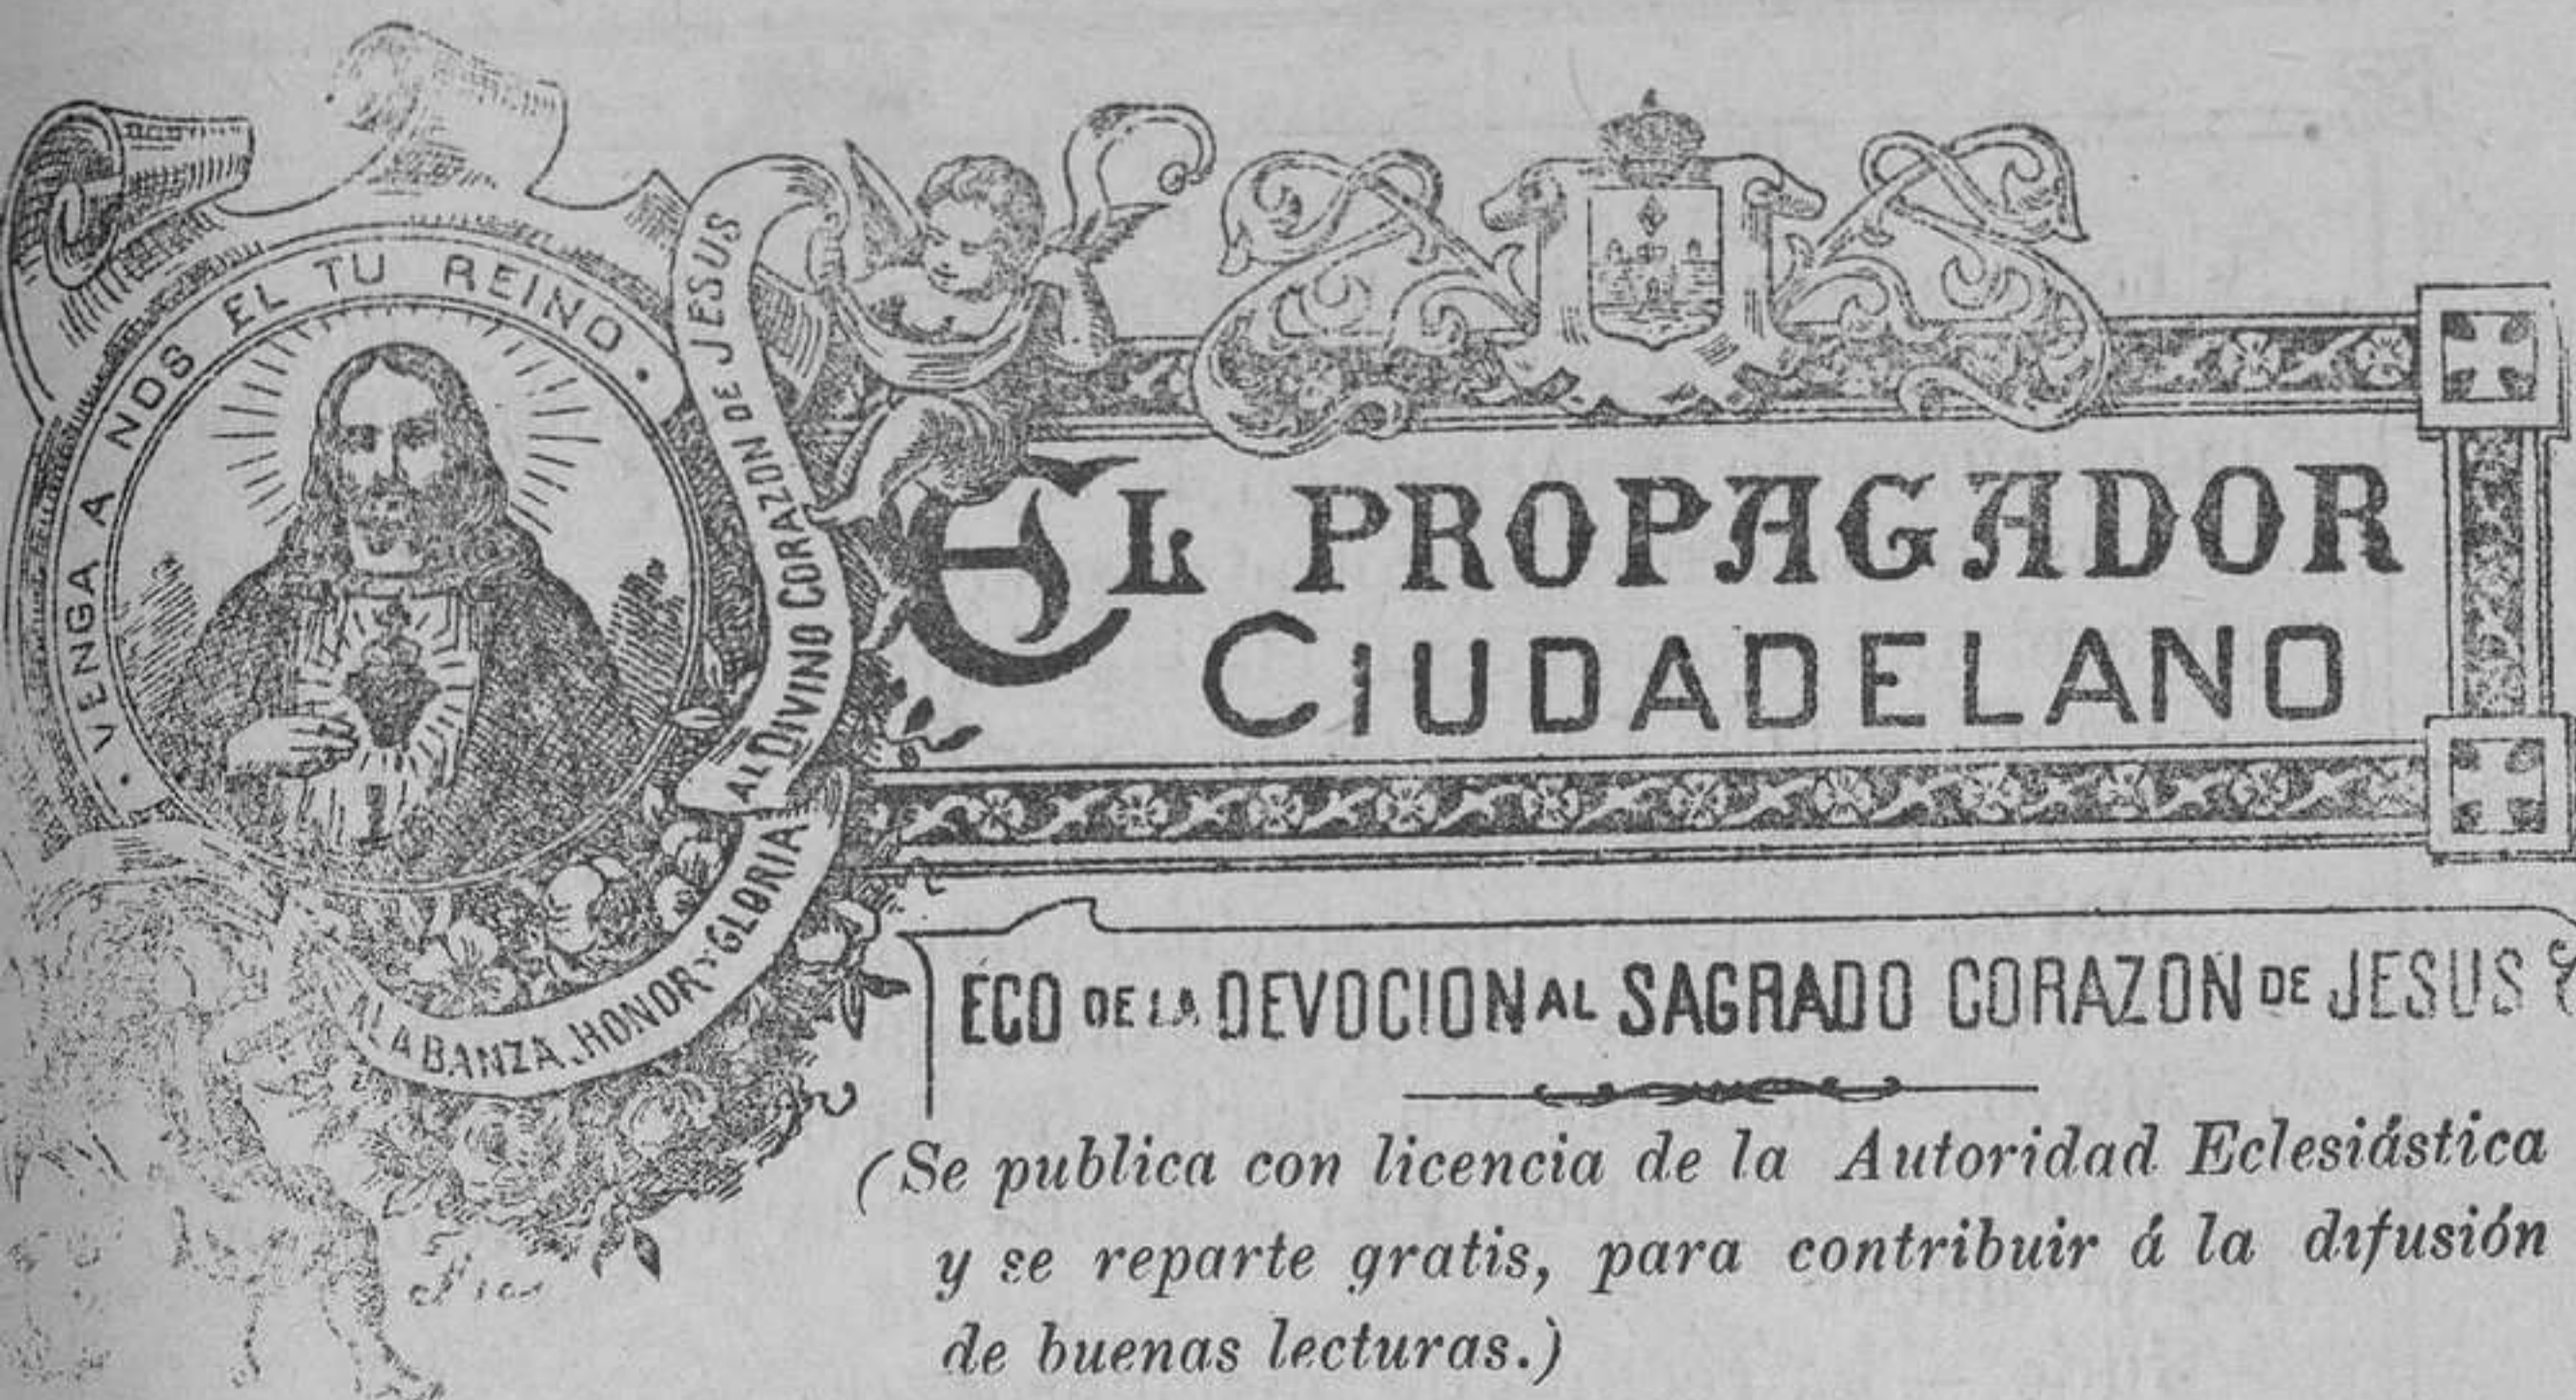 · VENGA A NOS EL TU REINO ·
AL DIVINO CORAZON DE JESUS
ALABANZA, HONOR Y GLORIA
EL PROPAGADOR
CIUDADELANO
ÉCO DE LA DEVOCION AL SAGRADO CORAZON DE JESUS
(Se publica con licencia de la Autoridad Eclesiástica
y se reparte gratis, para contribuir á la difusión
de buenas lecturas.)